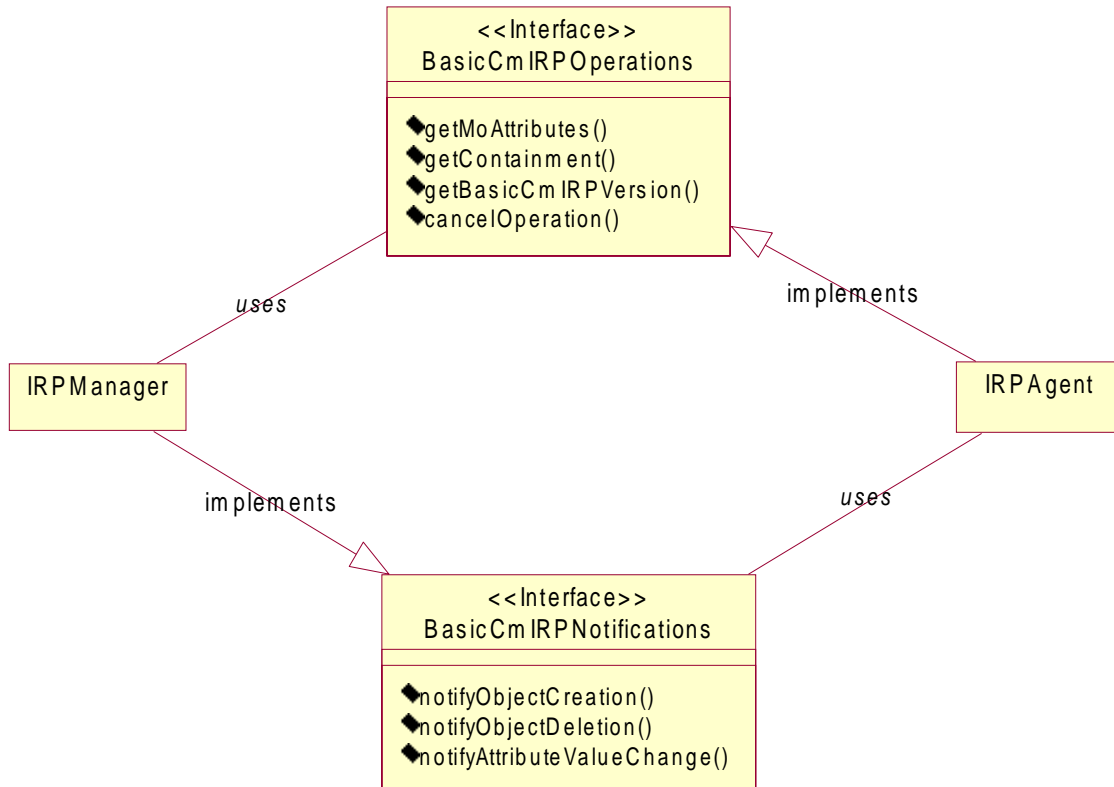 <<Interface>>
BasicCmIRPOperations
getMoAttributes()
getContainment()
getBasicCmIRPVersion()
cancelOperation()
uses
implements
IRPManager
IRPAgent
implements
uses
<<Interface>>
BasicCmIRPNotifications
notifyObjectCreation()
notifyObjectDeletion()
notifyAttributeValueChange()